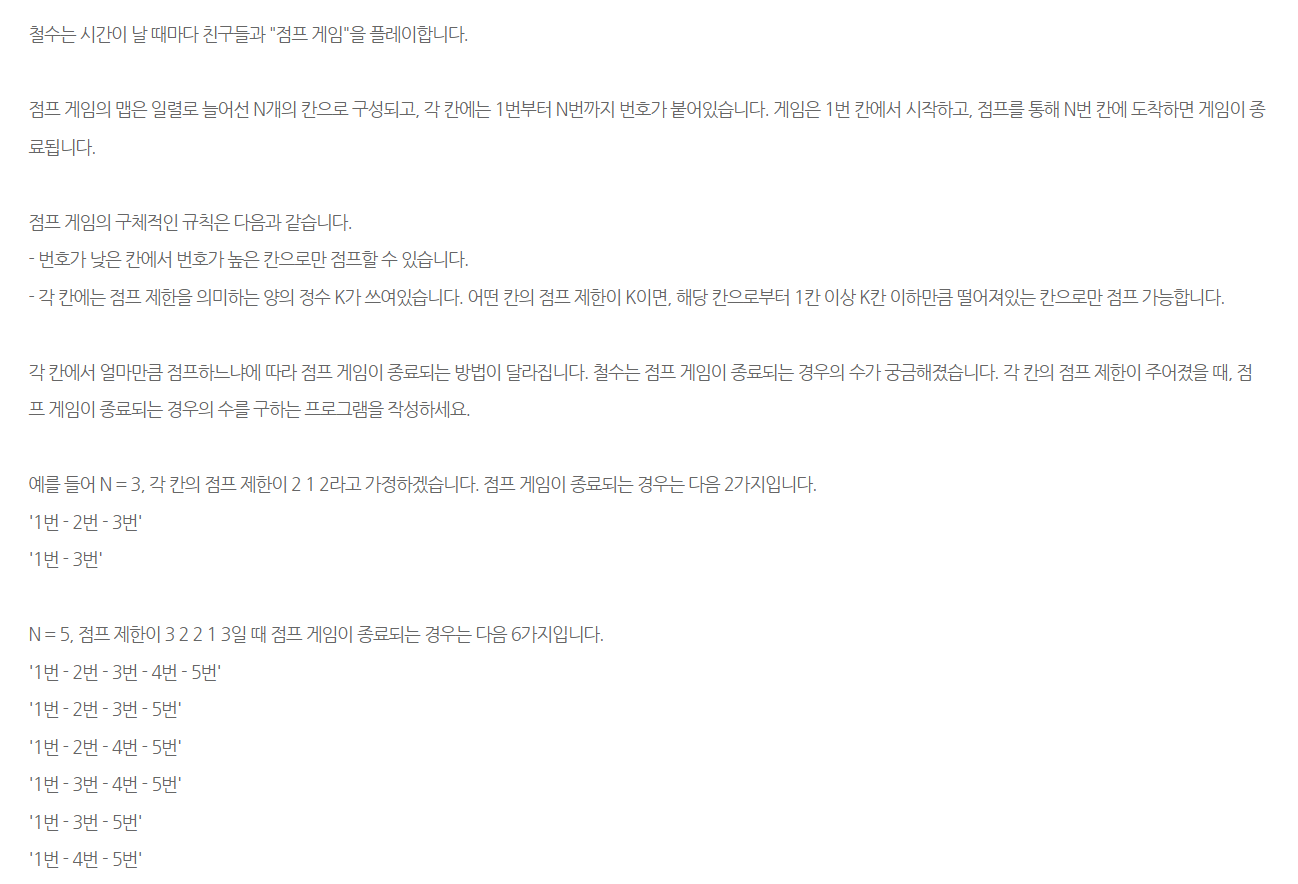 철수는 시간이 날 때마다 친구들과 "점프 게임"을 플레이합니다.
점프 게임의 맵은 일렬로 늘어선 N개의 칸으로 구성되고, 각 칸에는 1번부터 N번까지 번호가 붙어있습니다. 게임은 1번 칸에서 시작하고, 점프를 통해 N번 칸에 도착하면 게임이 종
료됩니다.
점프 게임의 구체적인 규칙은 다음과 같습니다.
- 번호가 낮은 칸에서 번호가 높은 칸으로만 점프할 수 있습니다.
- 각 칸에는 점프 제한을 의미하는 양의 정수 K가 쓰여있습니다. 어떤 칸의 점프 제한이 K이면, 해당 칸으로부터 1칸 이상 K칸 이하만큼 떨어져있는 칸으로만 점프 가능합니다.
각 칸에서 얼마만큼 점프하느냐에 따라 점프 게임이 종료되는 방법이 달라집니다. 철수는 점프 게임이 종료되는 경우의 수가 궁금해졌습니다. 각 칸의 점프 제한이 주어졌을 때, 점
프 게임이 종료되는 경우의 수를 구하는 프로그램을 작성하세요.
예를 들어 N = 3, 각 칸의 점프 제한이 2 1 2라고 가정하겠습니다. 점프 게임이 종료되는 경우는 다음 2가지입니다.
'1번 - 2번 - 3번'
'1번 - 3번'
N = 5, 점프 제한이 3 2 2 1 3일 때 점프 게임이 종료되는 경우는 다음 6가지입니다.
'1번 - 2번 - 3번 - 4번 - 5번'
'1번 - 2번 - 3번 - 5번'
'1번 - 2번 - 4번 - 5번'
'1번 - 3번 - 4번 - 5번'
'1번 - 3번 - 5번'
'1번 - 4번 - 5번'